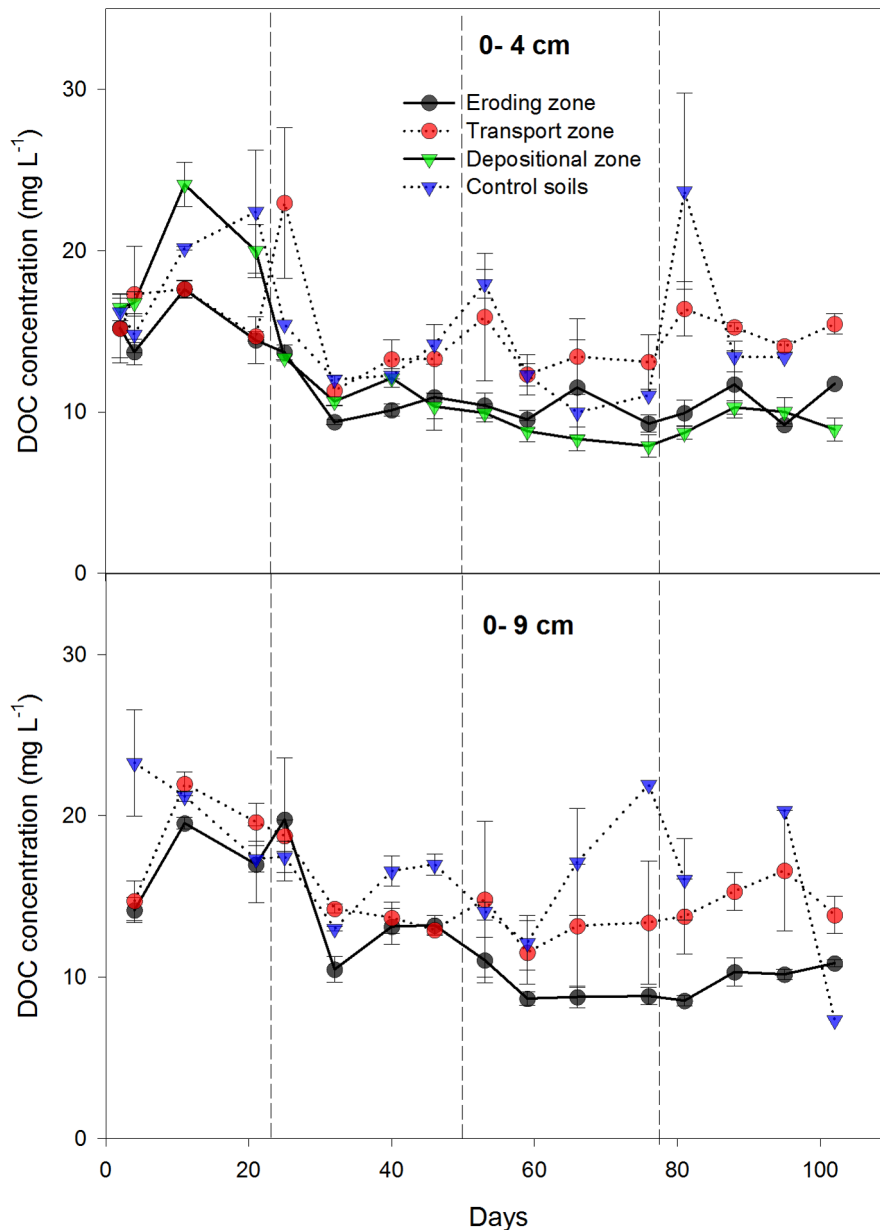 0- 4 cm
30
Eroding zone
Transport zone
Depositional zone
Control soils
20
10
0
DOC concentration (mg L⁻¹)
0- 9 cm
30
20
10
0
DOC concentration (mg L⁻¹)
0 20 40 60 80 100
Days